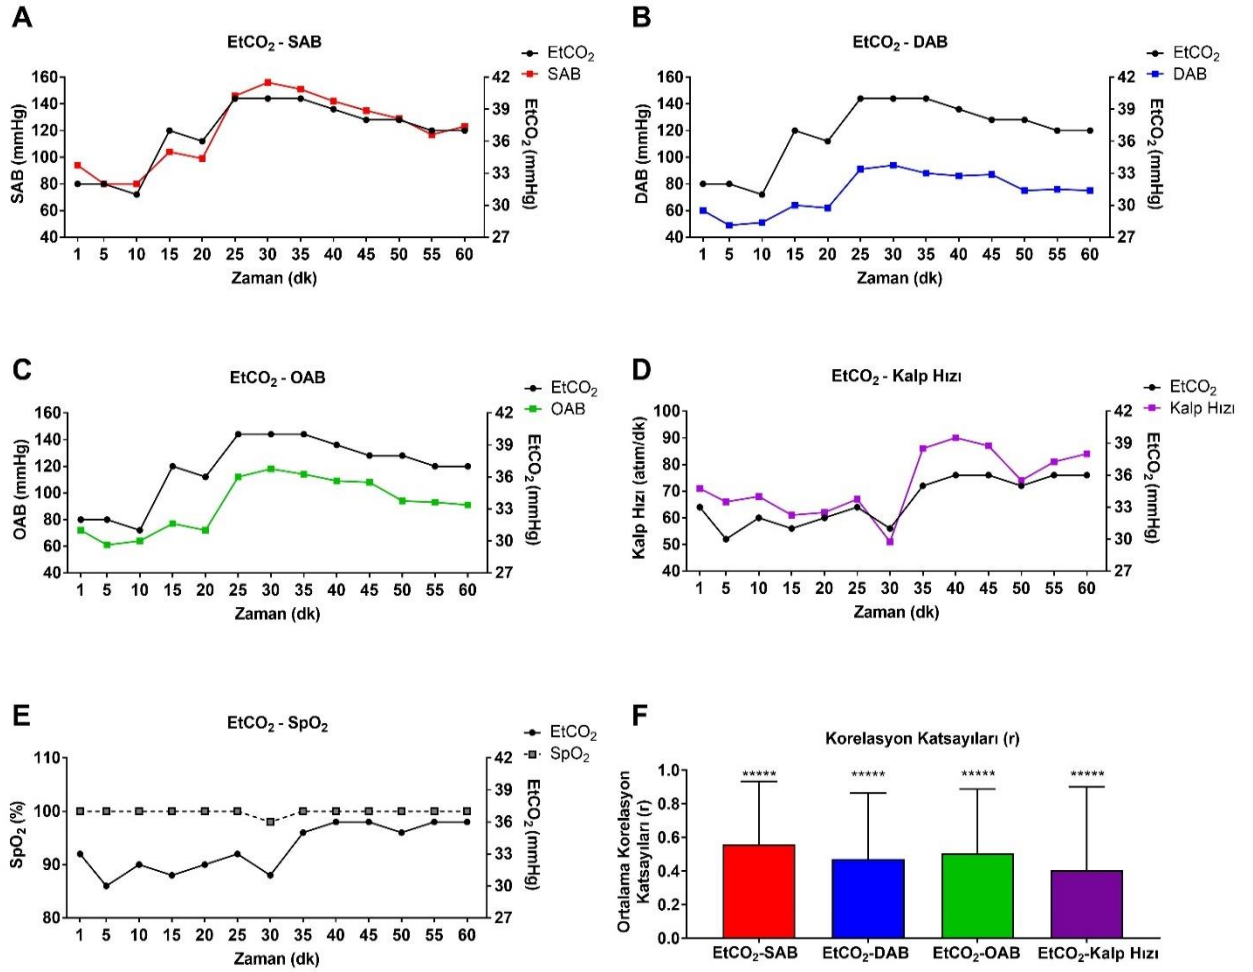 A
EtCO₂ - SAB
EtCO₂
SAB
160
140
120
100
80
60
40
SAB (mmHg)
42
39
36
33
30
27
EtCO₂ (mmHg)
1 5 10 15 20 25 30 35 40 45 50 55 60
Zaman (dk)
B
EtCO₂ - DAB
EtCO₂
DAB
160
140
120
100
80
60
40
DAB (mmHg)
42
39
36
33
30
27
EtCO₂ (mmHg)
1 5 10 15 20 25 30 35 40 45 50 55 60
Zaman (dk)
C
EtCO₂ - OAB
EtCO₂
OAB
160
140
120
100
80
60
40
OAB (mmHg)
42
39
36
33
30
27
EtCO₂ (mmHg)
1 5 10 15 20 25 30 35 40 45 50 55 60
Zaman (dk)
D
EtCO₂ - Kalp Hızı
EtCO₂
Kalp Hızı
100
90
80
70
60
50
40
Kalp Hızı (atım/dk)
42
39
36
33
30
27
EtCO₂ (mmHg)
1 5 10 15 20 25 30 35 40 45 50 55 60
Zaman (dk)
E
EtCO₂ - SpO₂
EtCO₂
SpO₂
110
100
90
80
SpO₂ (%)
42
39
36
33
30
27
EtCO₂ (mmHg)
1 5 10 15 20 25 30 35 40 45 50 55 60
Zaman (dk)
F
Korelasyon Katsayıları (r)
1.0
0.8
0.6
0.4
0.2
0.0
Ortalama Korelasyon
Katsayıları (r)
***** ***** ***** *****
EtCO₂-SAB EtCO₂-DAB EtCO₂-OAB EtCO₂-Kalp Hızı